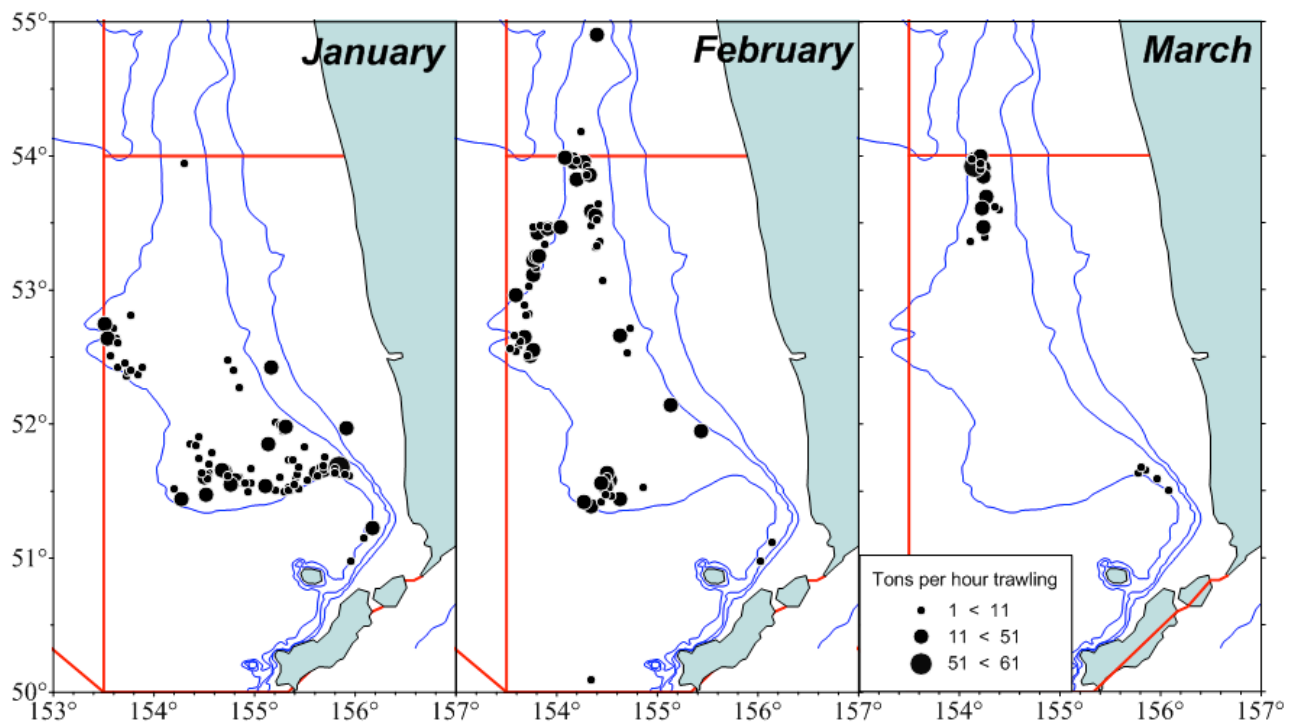 January
February
March
55°
54°
53°
52°
51°
50°
Tons per hour trawling
1 < 11
11 < 51
51 < 61
153° 154° 155° 156° 157° 154° 155° 156° 157° 154° 155° 156° 157°